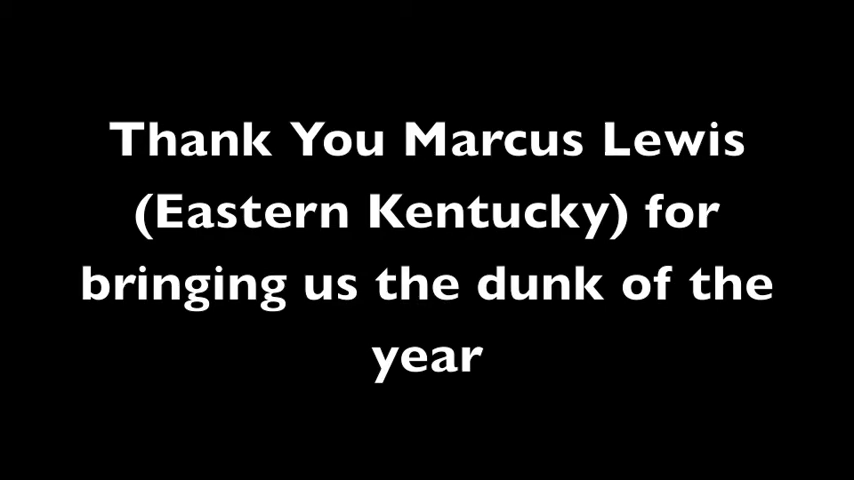 Thank You Marcus Lewis
(Eastern Kentucky) for
bringing us the dunk of the
year